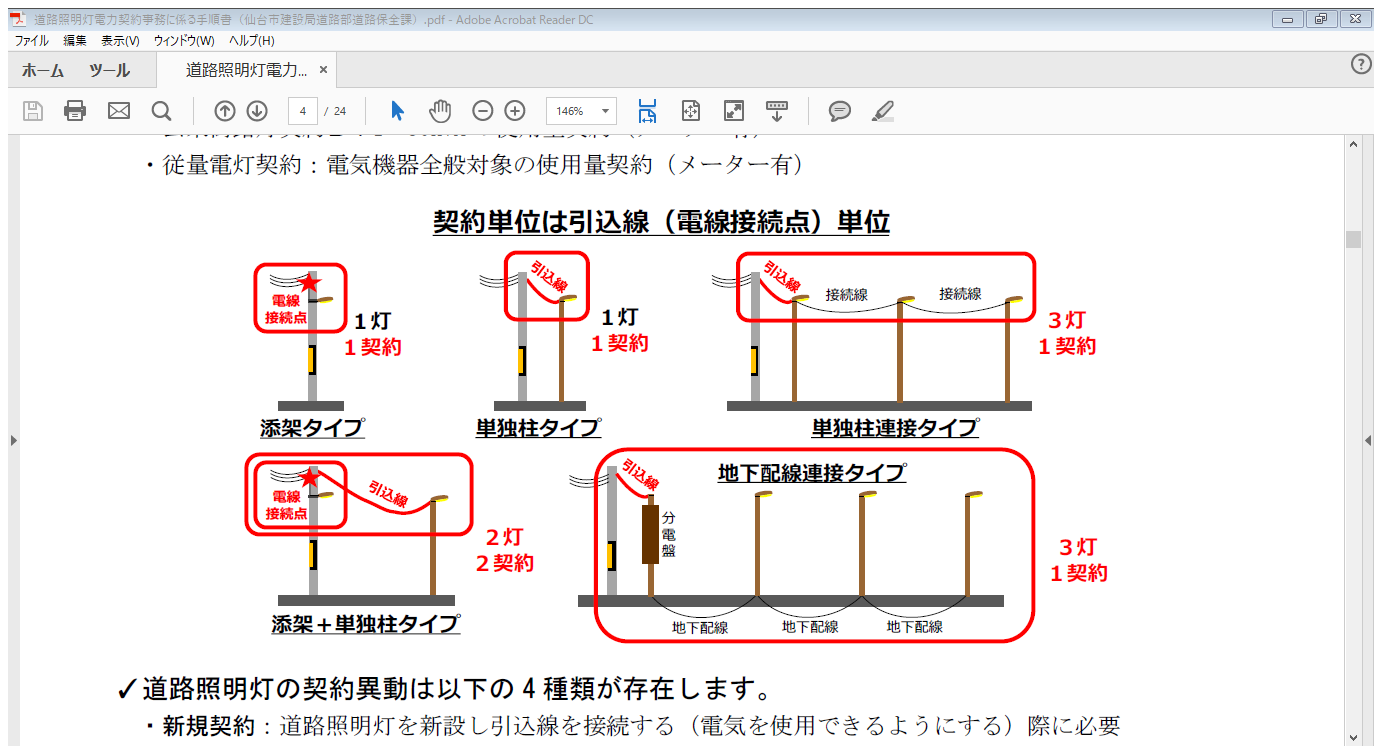 道路照明灯電力契約事務に係る手順書（仙台市建設局道路部道路保全課）.pdf - Adobe Acrobat Reader DC
ファイル 編集 表示(V) ウィンドウ(W) ヘルプ(H)
ホーム ツール 道路照明灯電力... ×
4 / 24 146%
・従量電灯契約：電気機器全般対象の使用量契約（メーター有）
契約単位は引込線（電線接続点）単位
電線
接続点
１灯
１契約
添架タイプ
引込線
１灯
１契約
単独柱タイプ
引込線
接続線
接続線
３灯
１契約
単独柱連接タイプ
電線
接続点
引込線
２灯
２契約
添架＋単独柱タイプ
地下配線連接タイプ
引込線
分電盤
地下配線
地下配線
地下配線
３灯
１契約
✓道路照明灯の契約異動は以下の４種類が存在します。
・新規契約：道路照明灯を新設し引込線を接続する（電気を使用できるようにする）際に必要